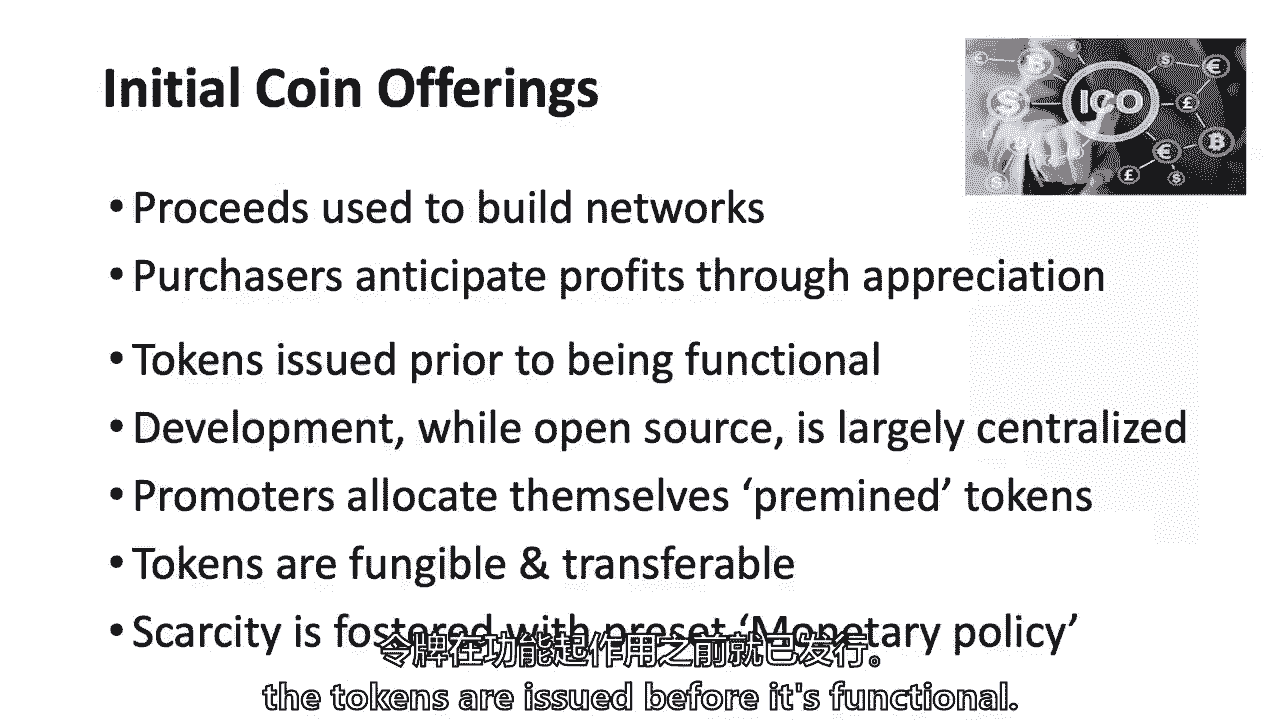 Initial Coin Offerings
ICO
• Proceeds used to build networks
• Purchasers anticipate profits through appreciation
• Tokens issued prior to being functional
• Development, while open source, is largely centralized
• Promoters allocate themselves ‘premined’ tokens
• Tokens are fungible & transferable
• Scarcity is fostered with preset ‘Monetary policy’
令牌在功能起作用之前就已发行。
the tokens are issued before it's functional.